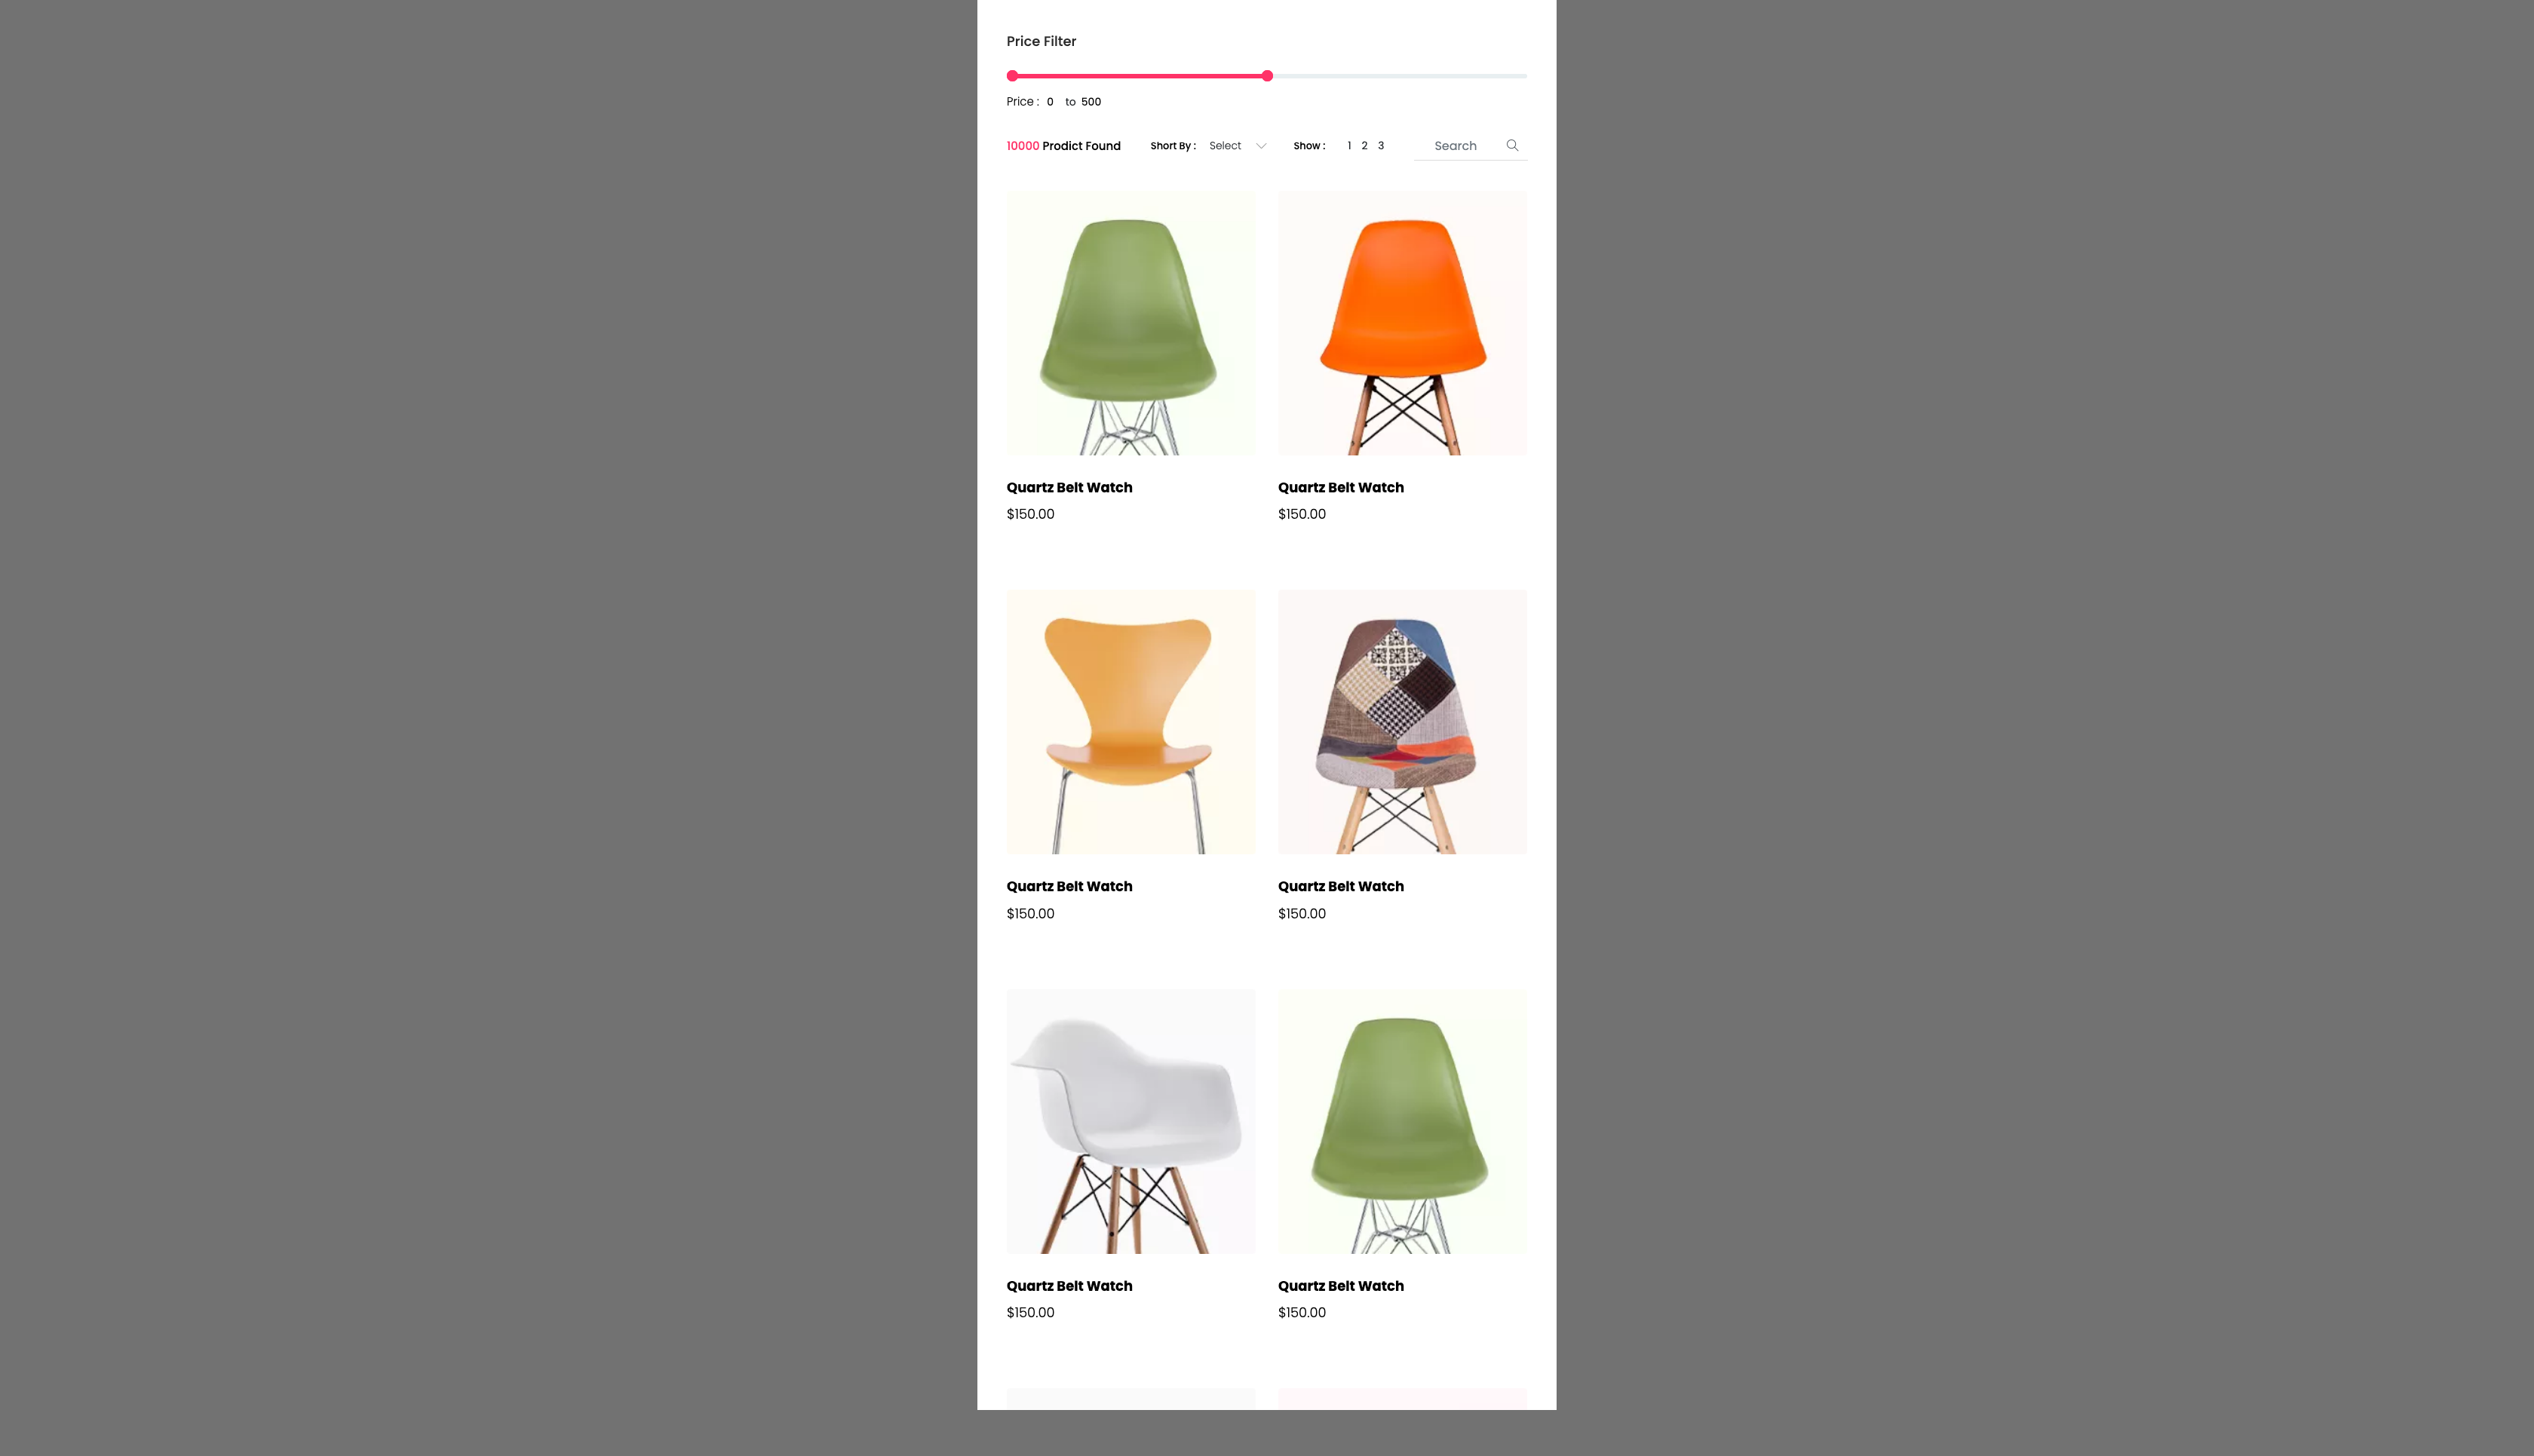 Price Filter
Price : 0 to 500
10000 Prodict Found Short By : Select Show : 1 2 3 Search
Quartz Belt Watch Quartz Belt Watch
$150.00 $150.00
Quartz Belt Watch Quartz Belt Watch
$150.00 $150.00
Quartz Belt Watch Quartz Belt Watch
$150.00 $150.00